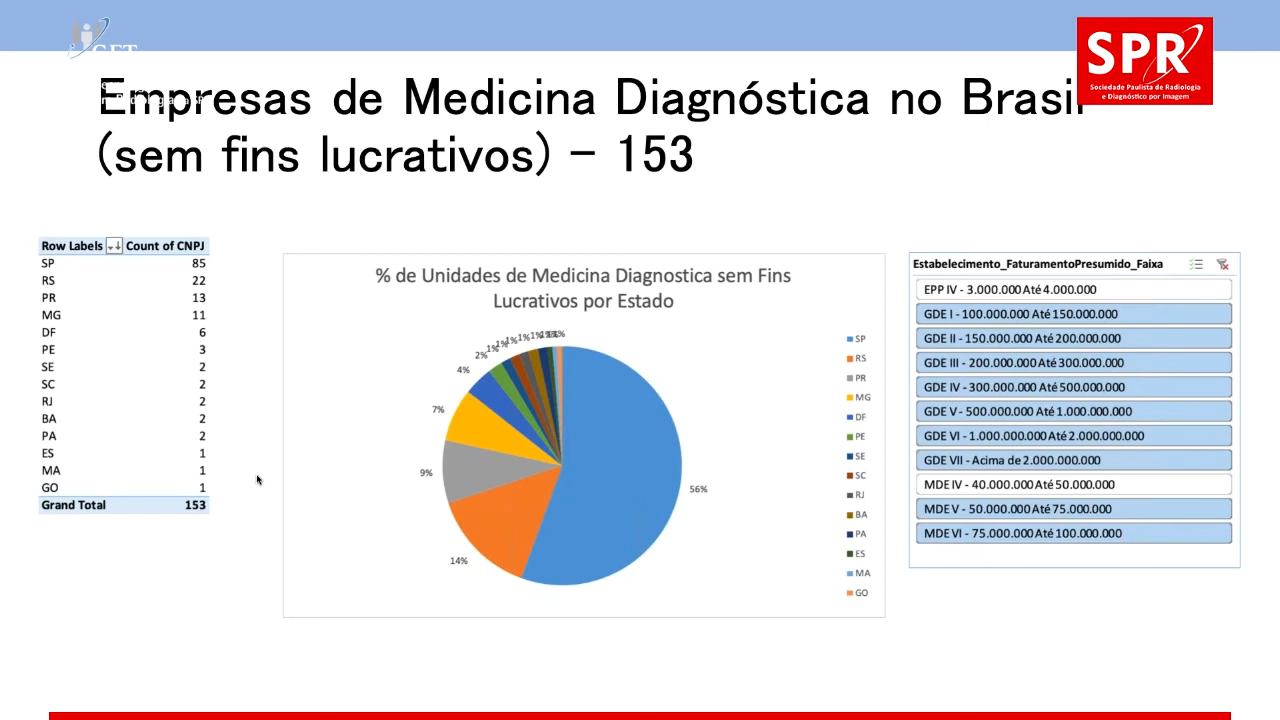 SPR
Sociedade Paulista de Radiologia
e Diagnóstico por Imagem
Empresas de Medicina Diagnóstica no Brasil
(sem fins lucrativos) – 153
Row Labels Count of CNPJ
SP 85
RS 22
PR 13
MG 11
DF 6
PE 3
SE 2
SC 2
RJ 2
BA 2
PA 2
ES 1
MA 1
GO 1
Grand Total 153
% de Unidades de Medicina Diagnostica sem Fins
Lucrativos por Estado
56%
14%
9%
7%
4%
2%
1%
1%
1%
1%
1%
SP
RS
PR
MG
DF
PE
SE
SC
RJ
BA
PA
ES
MA
GO
Estabelecimento_FaturamentoPresumido_Faixa
EPP IV - 3.000.000 Até 4.000.000
GDE I - 100.000.000 Até 150.000.000
GDE II - 150.000.000 Até 200.000.000
GDE III - 200.000.000 Até 300.000.000
GDE IV - 300.000.000 Até 500.000.000
GDE V - 500.000.000 Até 1.000.000.000
GDE VI - 1.000.000.000 Até 2.000.000.000
GDE VII - Acima de 2.000.000.000
MDE IV - 40.000.000 Até 50.000.000
MDE V - 50.000.000 Até 75.000.000
MDE VI - 75.000.000 Até 100.000.000